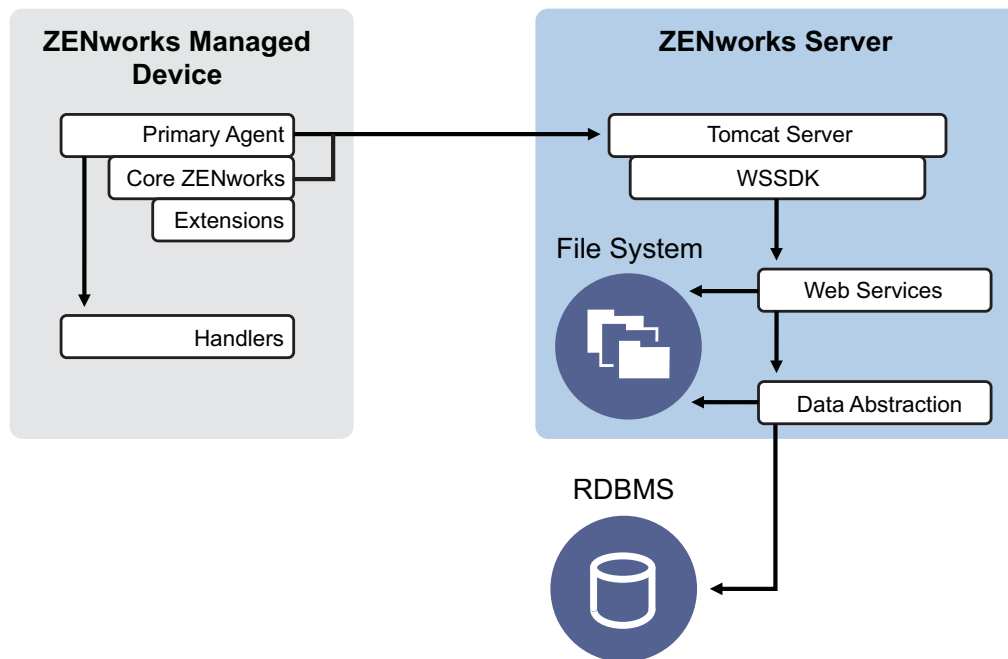 ZENworks Managed
Device
Primary Agent
Core ZENworks
Extensions
Handlers
ZENworks Server
Tomcat Server
WSSDK
File System
Web Services
Data Abstraction
RDBMS